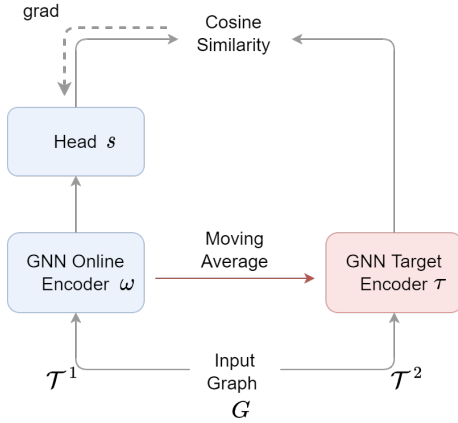 grad
Cosine
Similarity
Head s
GNN Online
Encoder ω
Moving
Average
GNN Target
Encoder τ
𝒯¹
Input
Graph
G
𝒯²